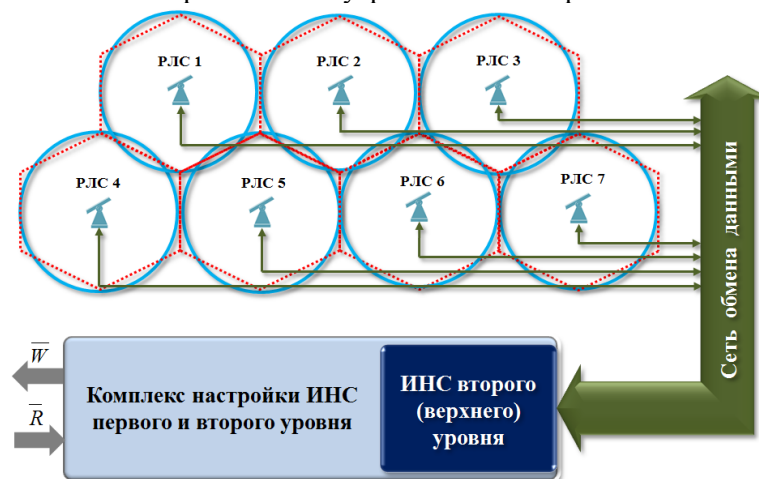 РЛС 1
РЛС 2
РЛС 3
РЛС 4
РЛС 5
РЛС 6
РЛС 7
Сеть обмена данными
W
R
Комплекс настройки ИНС
первого и второго уровня
ИНС второго
(верхнего)
уровня